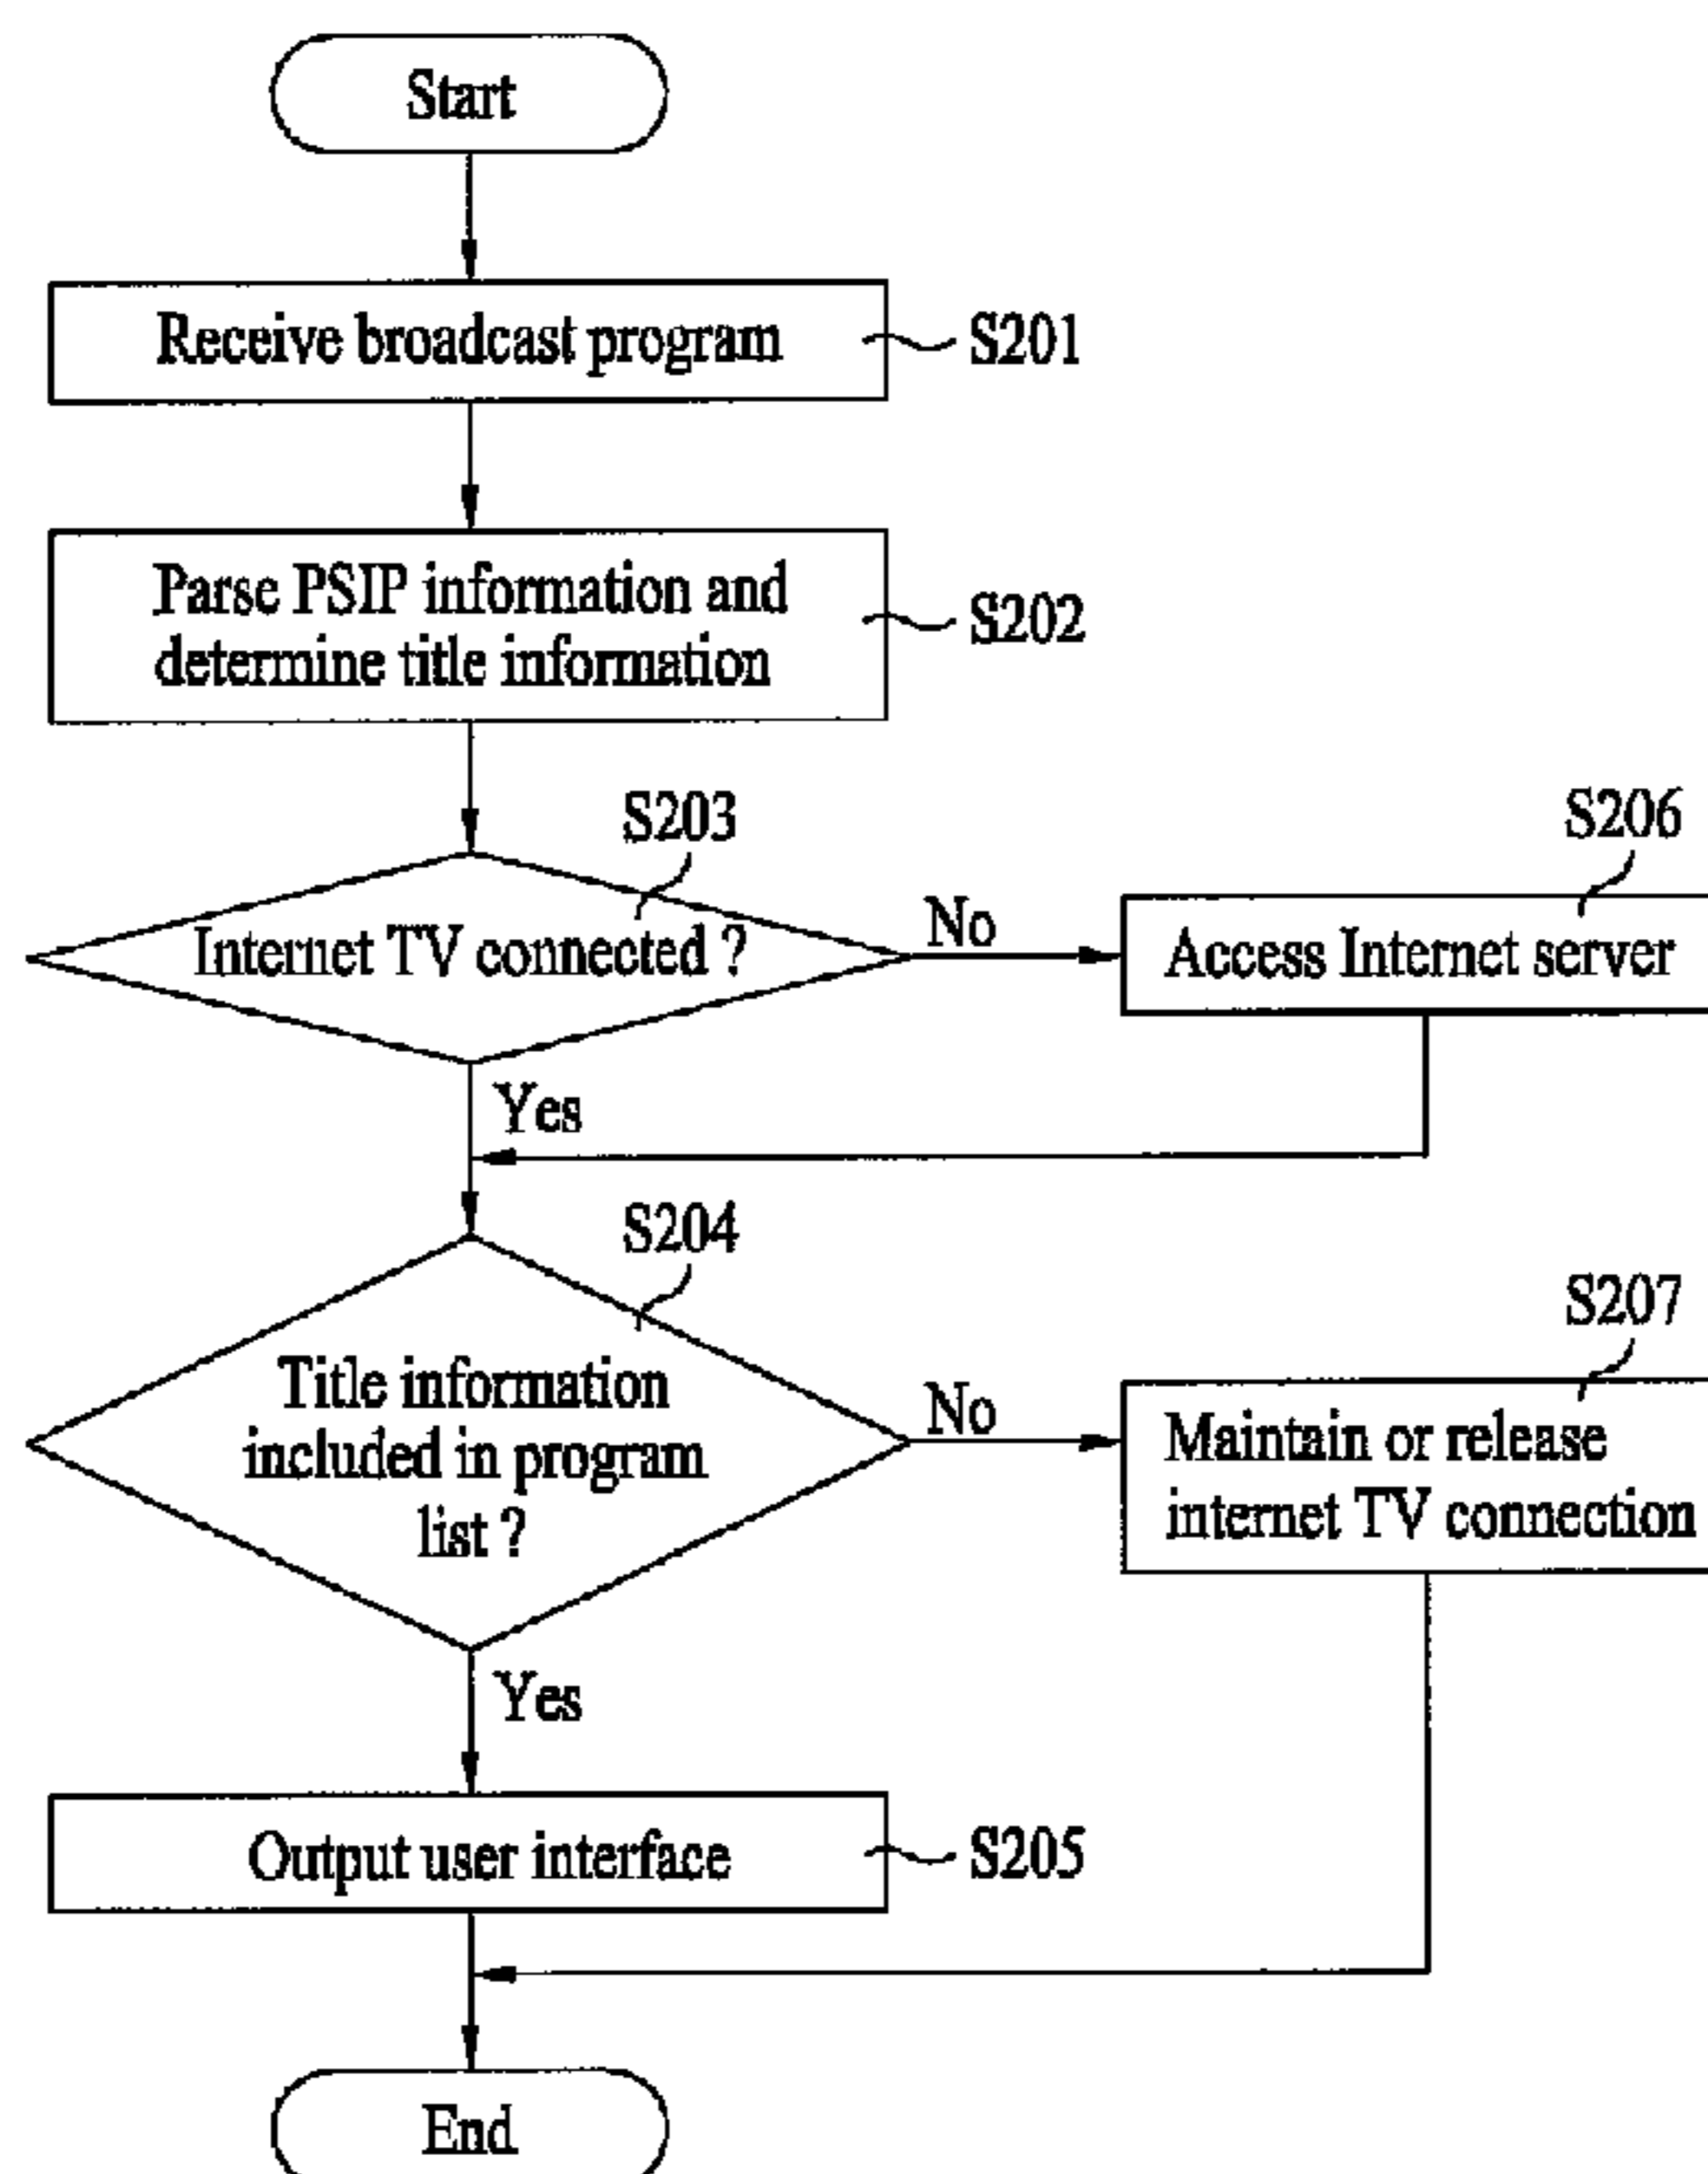 Start
Receive broadcast program
S201
Parse PSIP information and
determine title information
S202
S203
Internet TV connected ?
No
S206
Access Internet server
Yes
S204
Title information
included in program
list ?
No
S207
Maintain or release
internet TV connection
Yes
Output user interface
S205
End